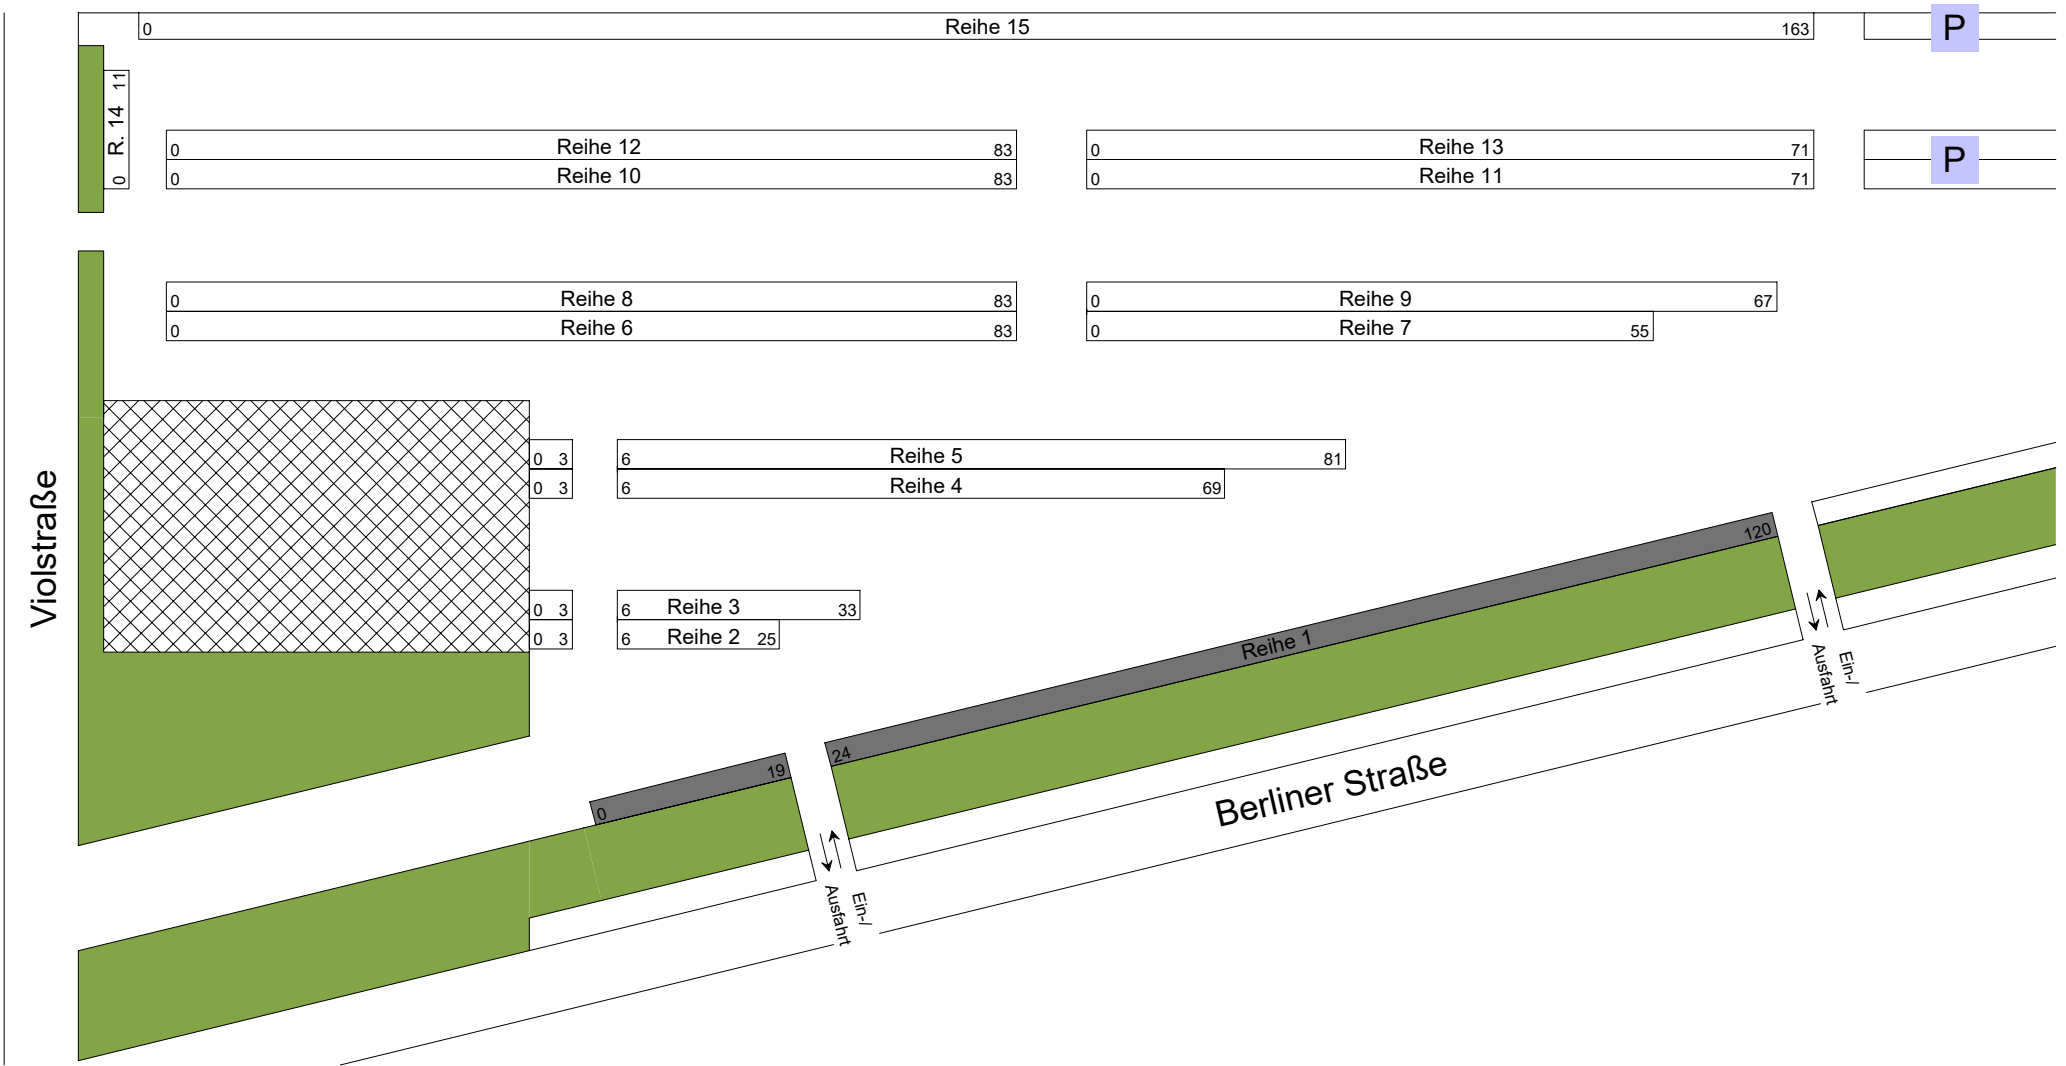 0 Reihe 15 163 P
0 R. 14 11
0 Reihe 12 83 0 Reihe 13 71 P
0 Reihe 10 83 0 Reihe 11 71
0 Reihe 8 83 0 Reihe 9 67
0 Reihe 6 83 0 Reihe 7 55
0 3 6 Reihe 5 81
0 3 6 Reihe 4 69
Violstraße
0 3 6 Reihe 3 33
0 3 6 Reihe 2 25
0 19 24 Reihe 1 120
Ein-/
Ausfahrt
Berliner Straße
Ein-/
Ausfahrt